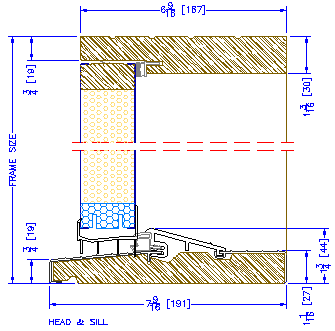 6 9/16 [167]
3/4 [19]
1 3/16 [30]
FRAME SIZE
3/4 [19]
1 3/4 [44]
1 1/16 [27]
7 9/16 [191]
HEAD & SILL